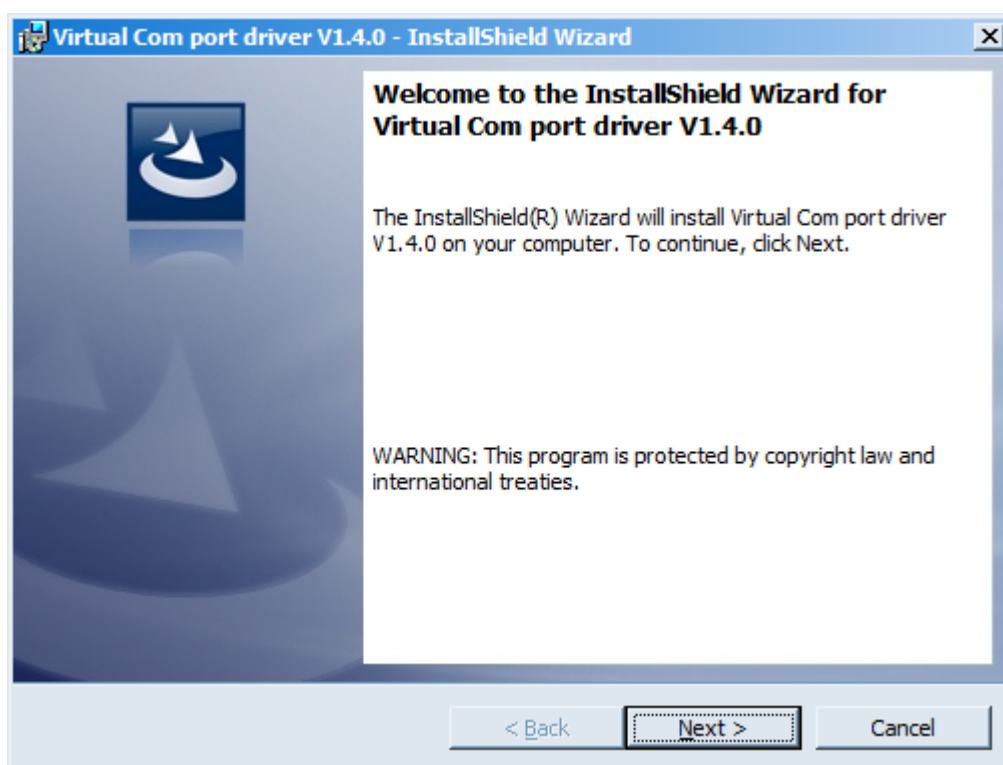 Virtual Com port driver V1.4.0 - InstallShield Wizard
Welcome to the InstallShield Wizard for
Virtual Com port driver V1.4.0
The InstallShield(R) Wizard will install Virtual Com port driver
V1.4.0 on your computer. To continue, click Next.
WARNING: This program is protected by copyright law and
international treaties.
< Back
Next >
Cancel